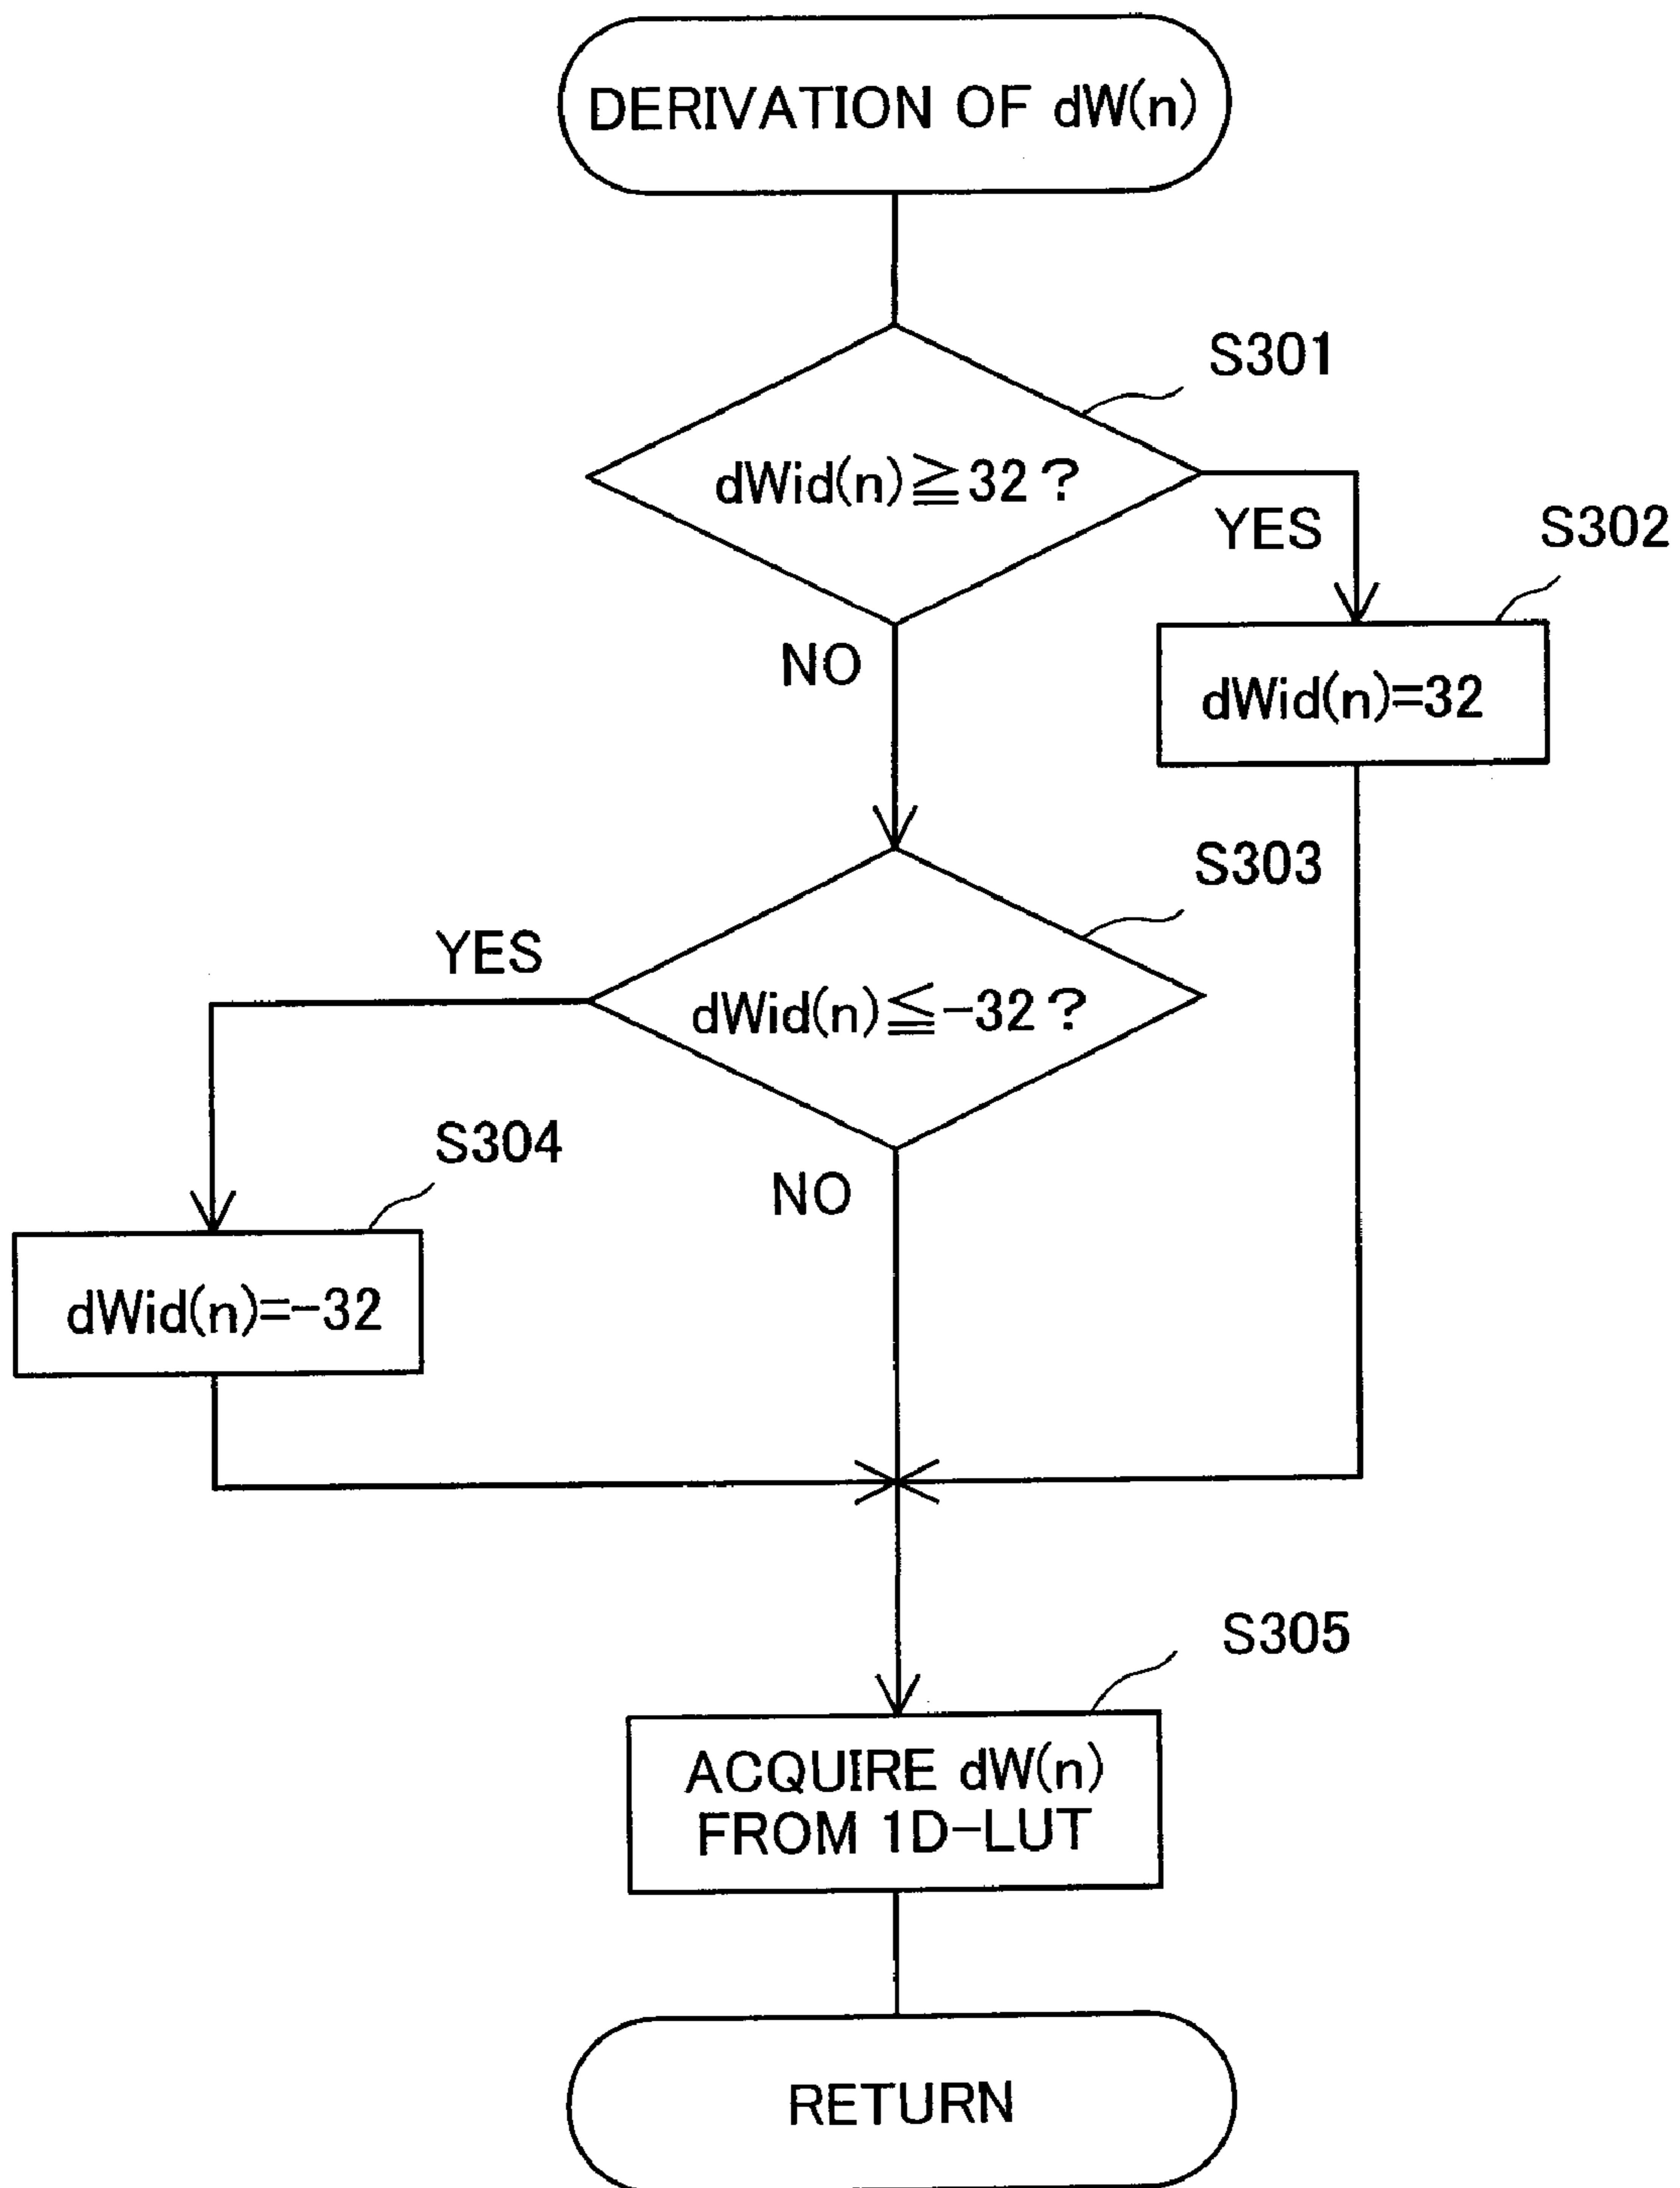 DERIVATION OF dW(n)
S301
dWid(n)≧32?
YES
S302
NO
dWid(n)=32
S303
YES
dWid(n)≦-32?
S304
NO
dWid(n)=-32
S305
ACQUIRE dW(n)
FROM 1D-LUT
RETURN